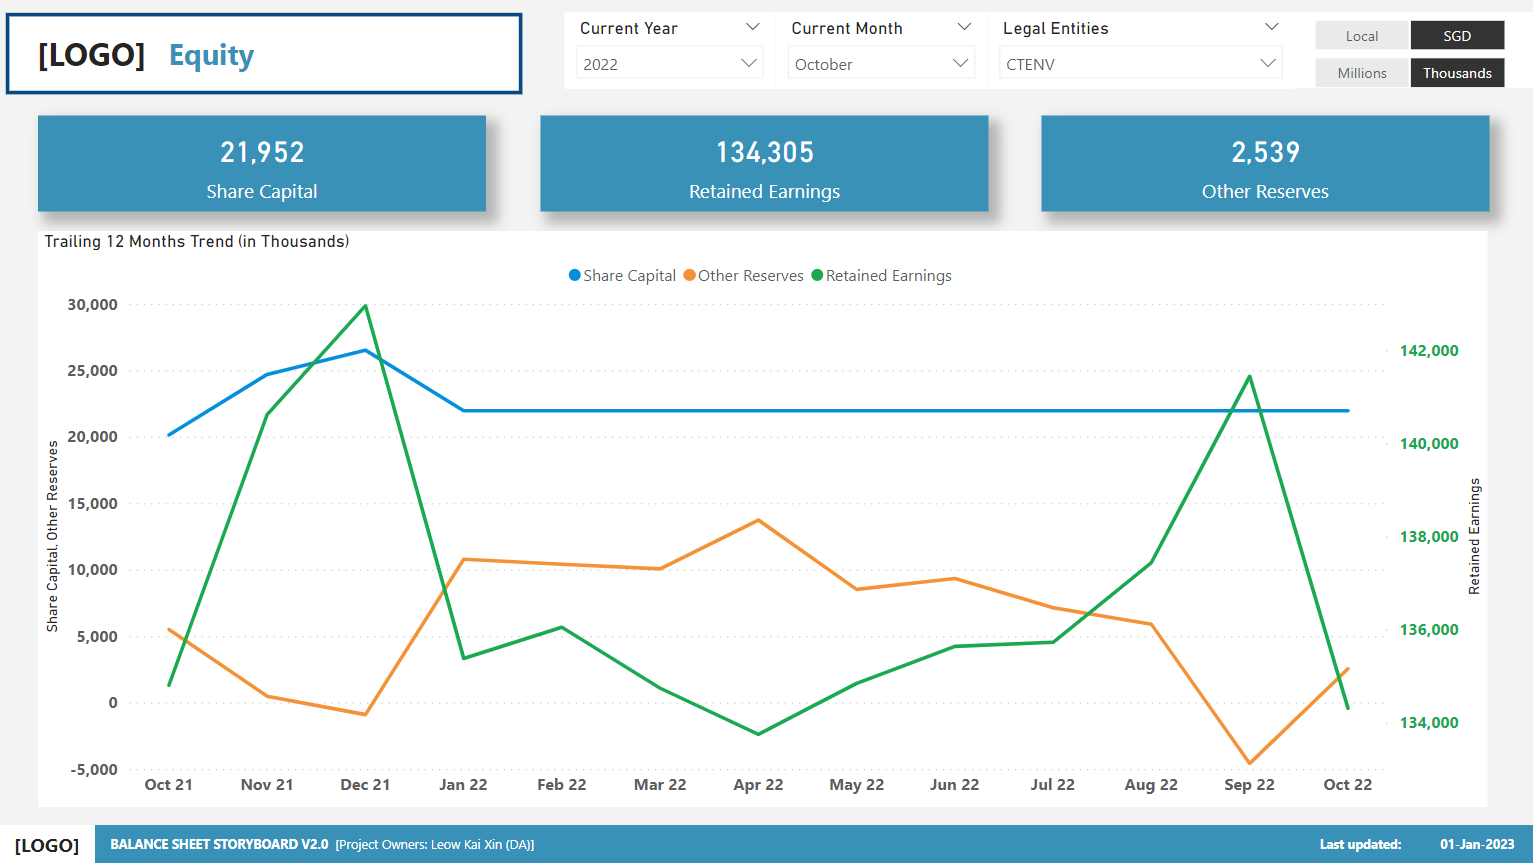 [LOGO] Equity
Current Year
2022
Current Month
October
Legal Entities
CTENV
Local SGD
Millions Thousands
21,952
Share Capital
134,305
Retained Earnings
2,539
Other Reserves
Trailing 12 Months Trend (in Thousands)
Share Capital Other Reserves Retained Earnings
30,000
25,000
20,000
15,000
10,000
5,000
0
-5,000
Share Capital, Other Reserves
142,000
140,000
138,000
136,000
134,000
Retained Earnings
Oct 21 Nov 21 Dec 21 Jan 22 Feb 22 Mar 22 Apr 22 May 22 Jun 22 Jul 22 Aug 22 Sep 22 Oct 22
[LOGO] BALANCE SHEET STORYBOARD V2.0 [Project Owners: Leow Kai Xin (DA)] Last updated: 01-Jan-2023